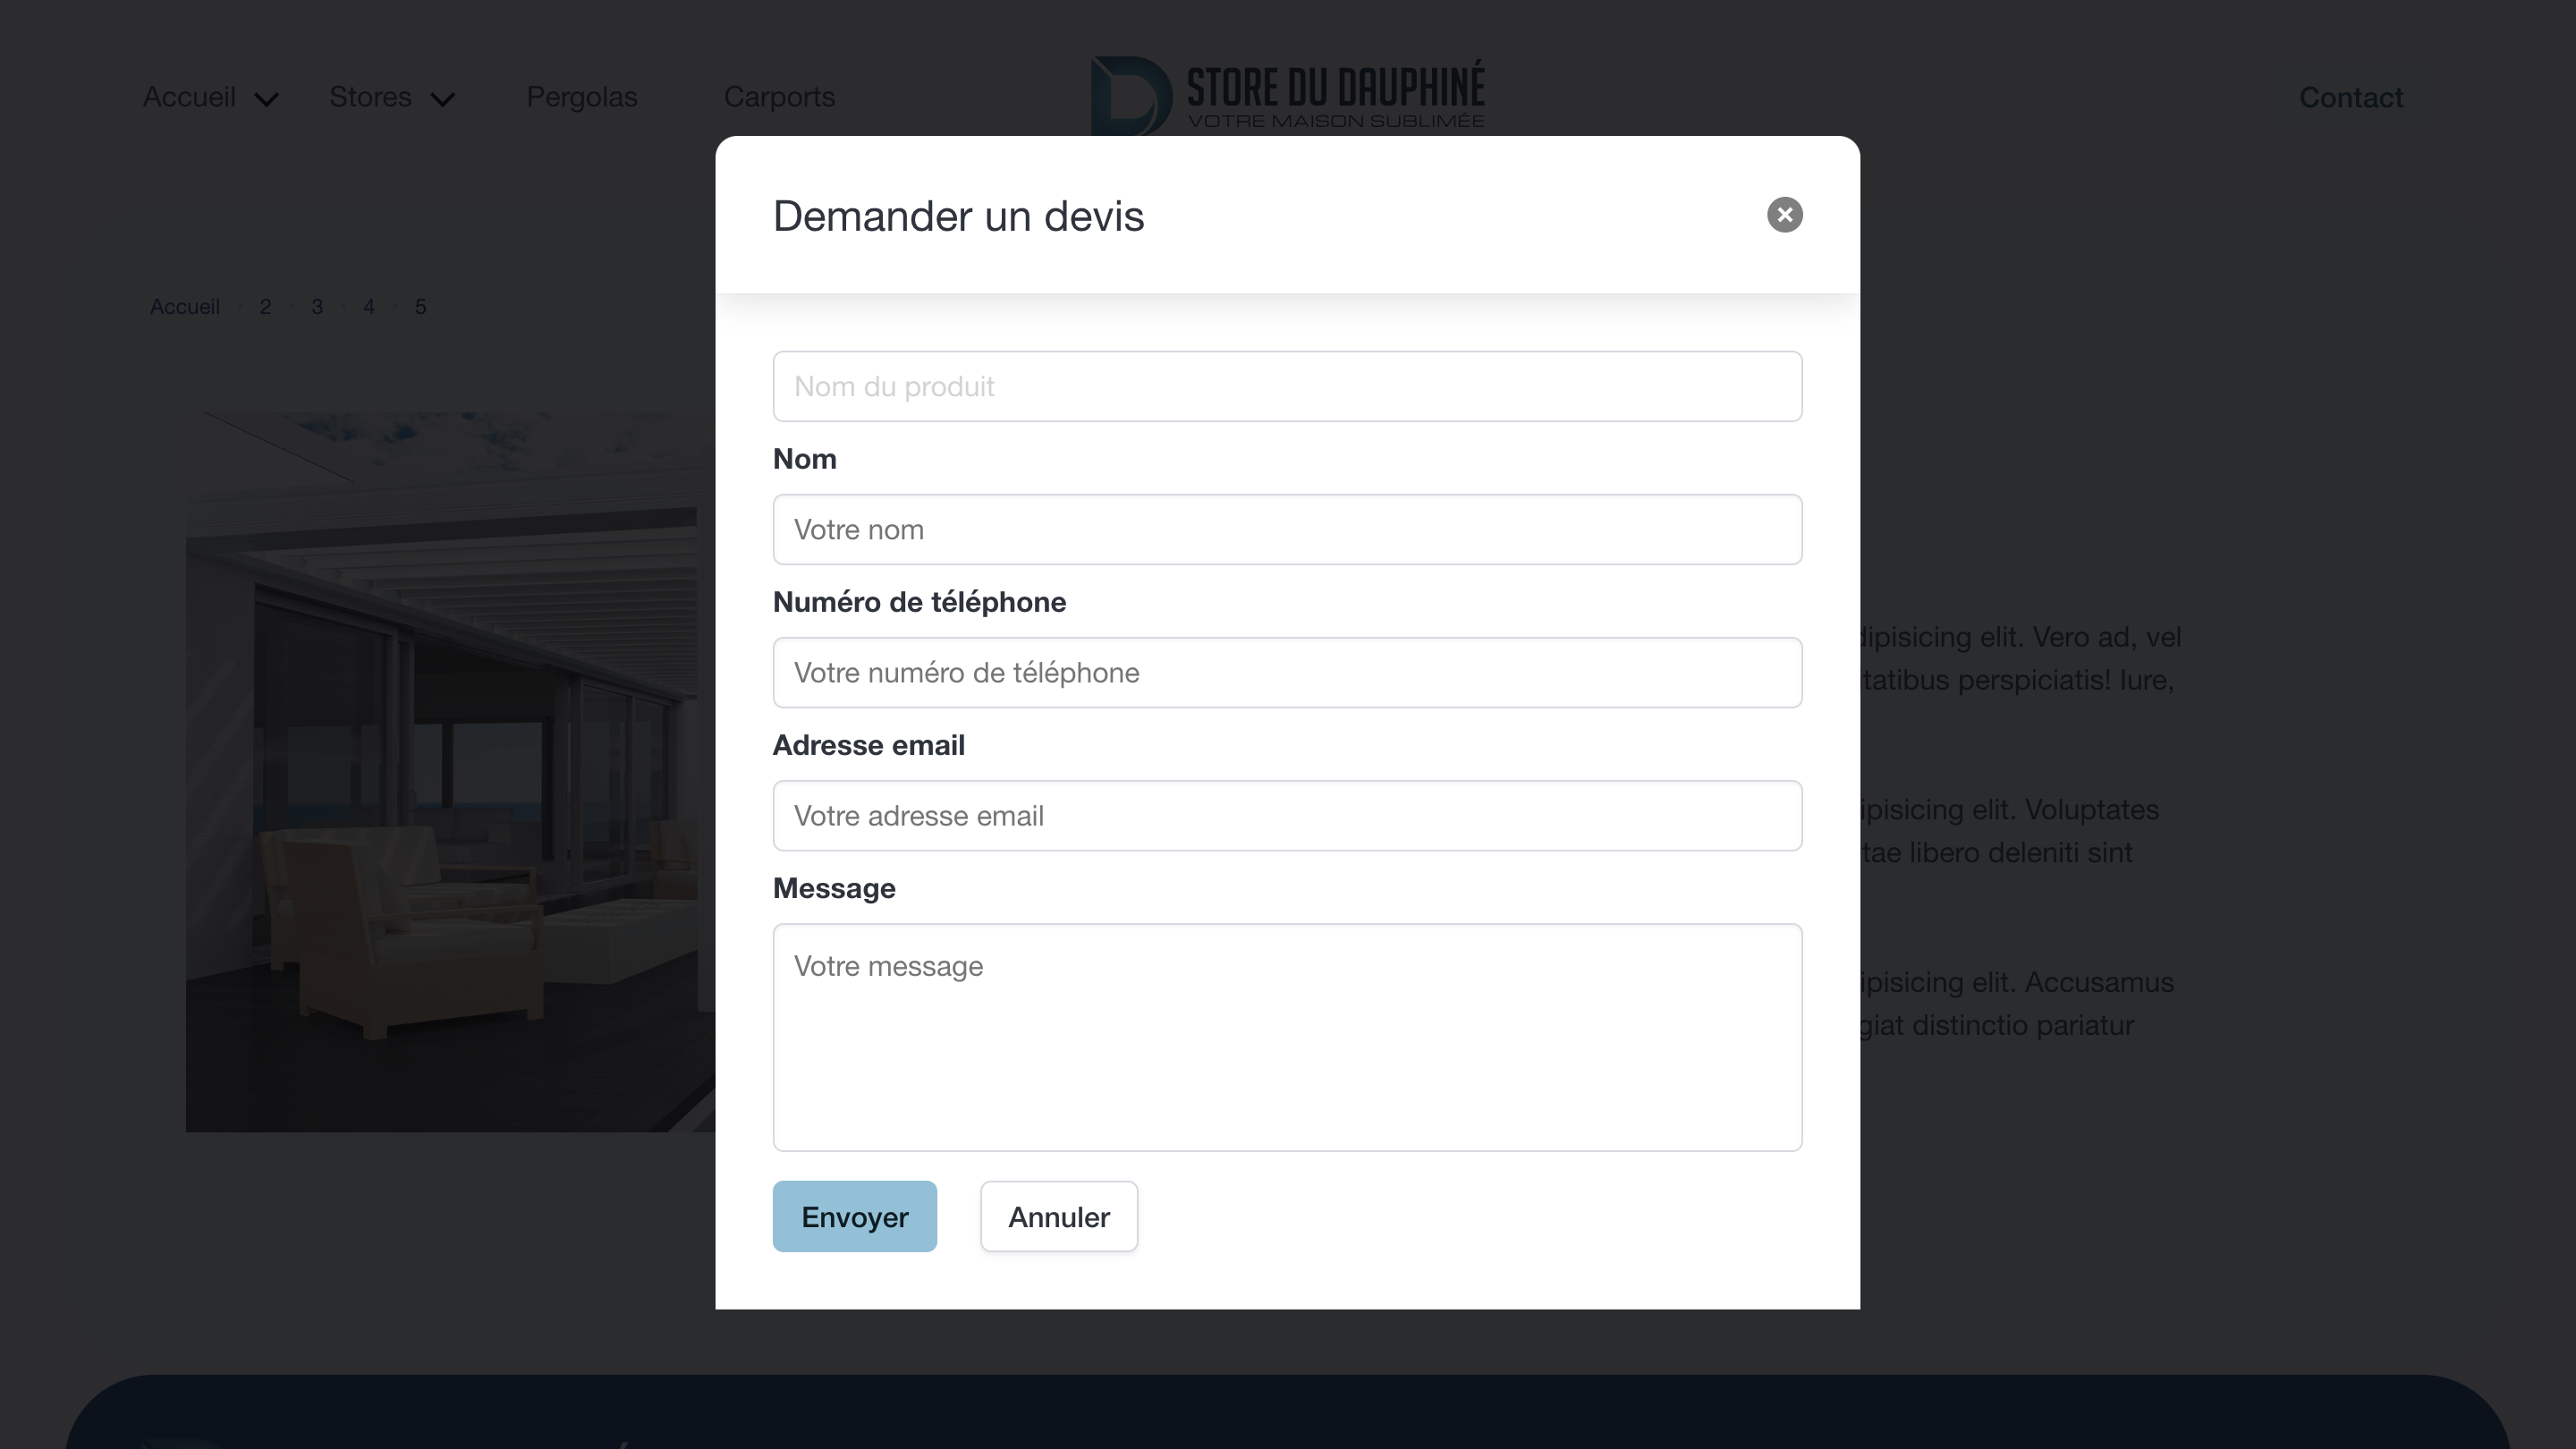 Accueil Stores Pergolas Carports
STORE DU DAUPHINÉ
VOTRE MAISON SUBLIMÉE
Contact
Demander un devis
Accueil 2 3 4 5
Nom du produit
Nom
Votre nom
Numéro de téléphone
Votre numéro de téléphone
Adresse email
Votre adresse email
Message
Votre message
Envoyer Annuler
dipisicing elit. Vero ad, vel
tatibus perspiciatis! Iure,
ipisicing elit. Voluptates
tae libero deleniti sint
ipisicing elit. Accusamus
giat distinctio pariatur